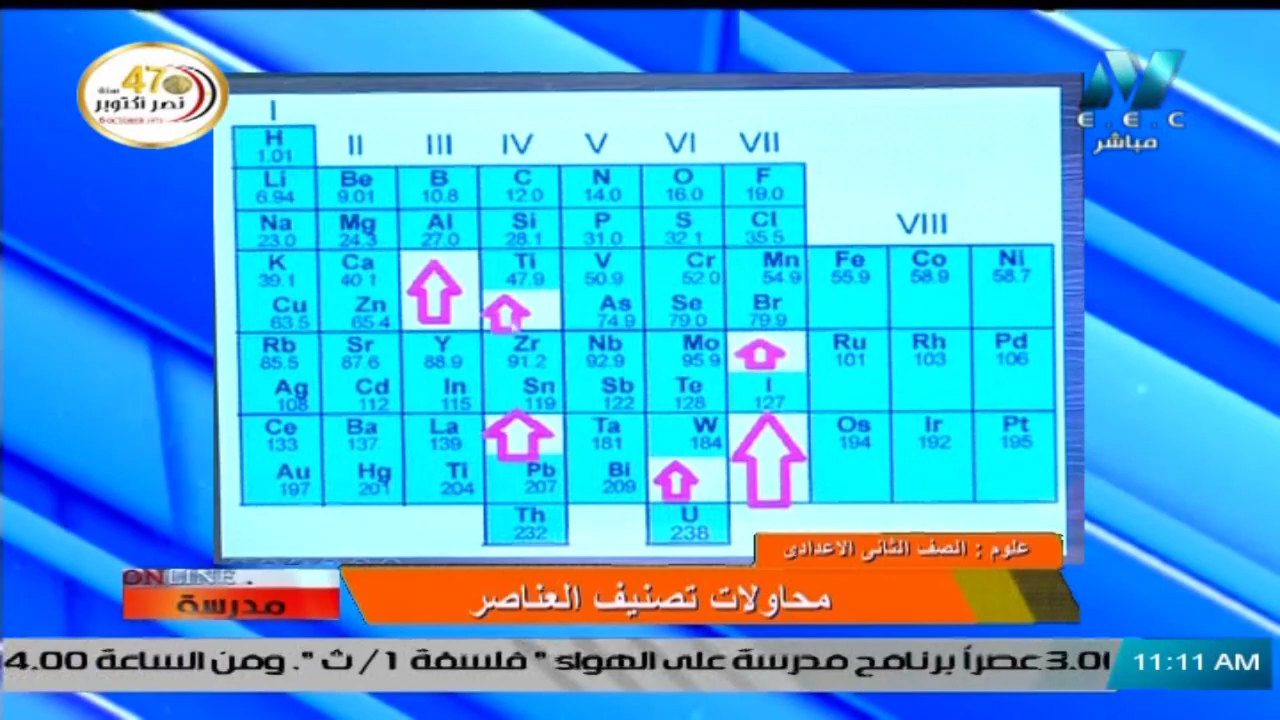 47 سنة
نصر أكتوبر
6 OCTOBER 1973
E.E.C
مباشر
I II III IV V VI VII VIII
H
1.01
Li Be B C N O F
6.94 9.01 10.8 12.0 14.0 16.0 19.0
Na Mg Al Si P S Cl
23.0 24.3 27.0 28.1 31.0 32.1 35.5
K Ca Ti V Cr Mn Fe Co Ni
39.1 40.1 47.9 50.9 52.0 54.9 55.9 58.9 58.7
Cu Zn As Se Br
63.5 65.4 74.9 79.0 79.9
Rb Sr Y Zr Nb Mo Ru Rh Pd
85.5 87.6 88.9 91.2 92.9 95.9 101 103 106
Ag Cd In Sn Sb Te I
108 112 115 119 122 128 127
Ce Ba La Ta W Os Ir Pt
133 137 139 181 184 194 192 195
Au Hg Ti Pb Bi
197 201 204 207 209
Th U
232 238
علوم : الصف الثانى الاعدادى
ONLINE.
مدرسة
محاولات تصنيف العناصر
3.01 عصراً برنامج مدرسة على الهواء " فلسفة 1/ ث ". ومن الساعة 4.00
11:11 AM